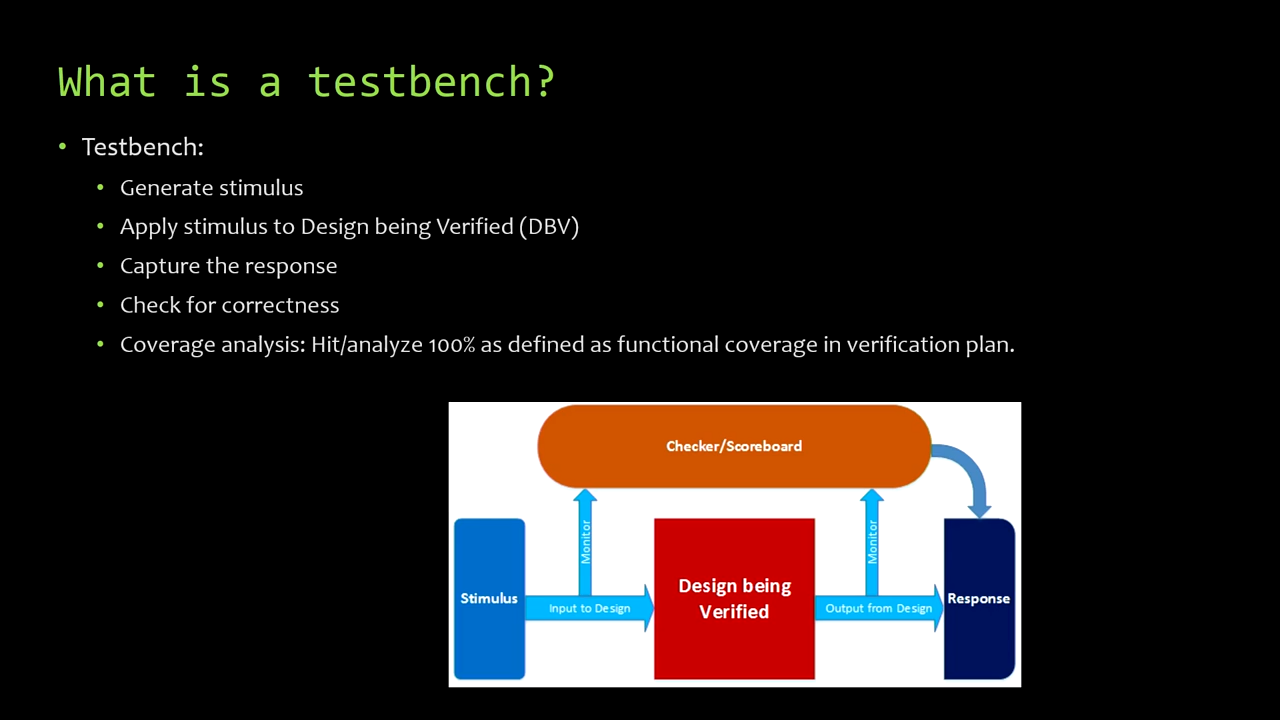 What is a testbench?
• Testbench:
• Generate stimulus
• Apply stimulus to Design being Verified (DBV)
• Capture the response
• Check for correctness
• Coverage analysis: Hit/analyze 100% as defined as functional coverage in verification plan.
Checker/Scoreboard
Monitor
Monitor
Stimulus
Input to Design
Design being
Verified
Output from Design
Response